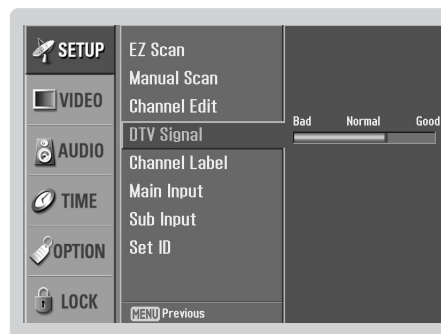 SETUP
VIDEO
AUDIO
TIME
OPTION
LOCK
EZ Scan
Manual Scan
Channel Edit
DTV Signal
Channel Label
Main Input
Sub Input
Set ID
MENU Previous
Bad Normal Good